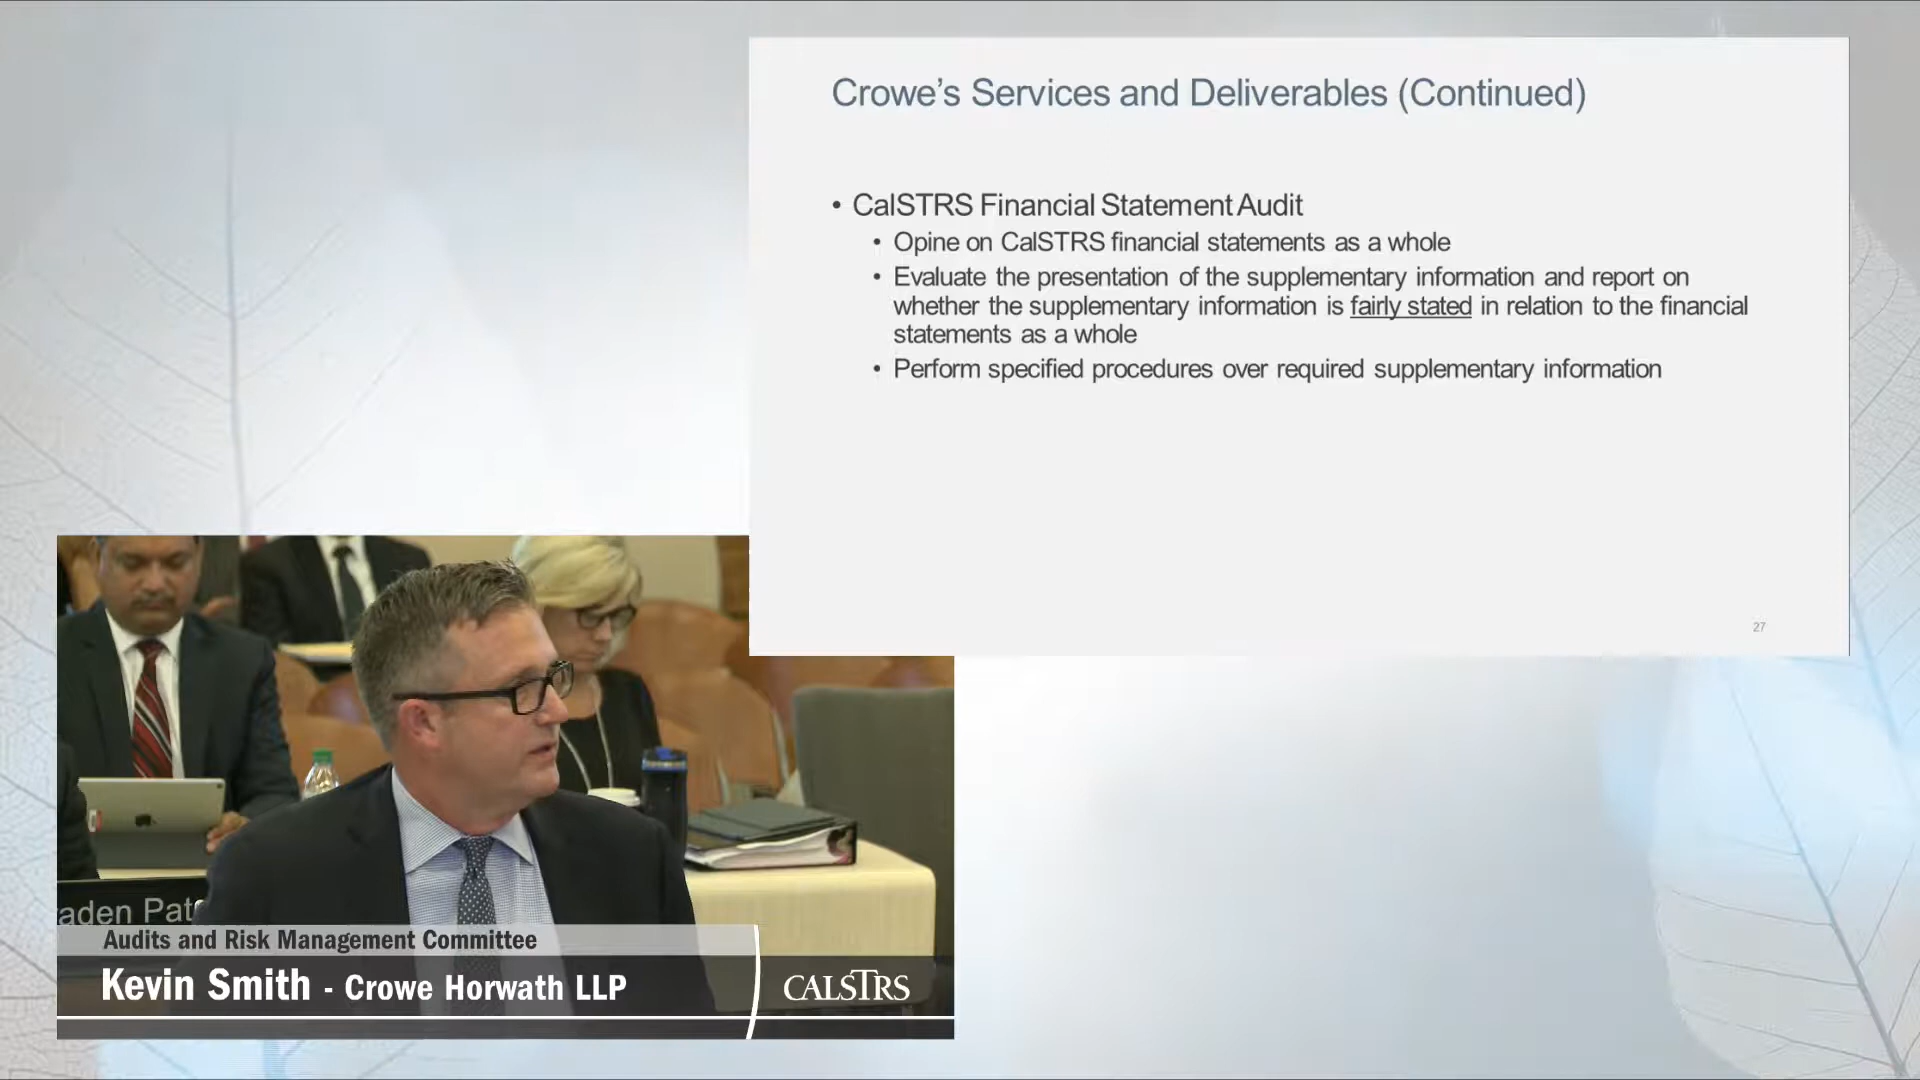 Crowe's Services and Deliverables (Continued)
• CalSTRS Financial Statement Audit
• Opine on CalSTRS financial statements as a whole
• Evaluate the presentation of the supplementary information and report on
whether the supplementary information is fairly stated in relation to the financial
statements as a whole
• Perform specified procedures over required supplementary information
27
aden Pat
Audits and Risk Management Committee
Kevin Smith - Crowe Horwath LLP
CALSTRS